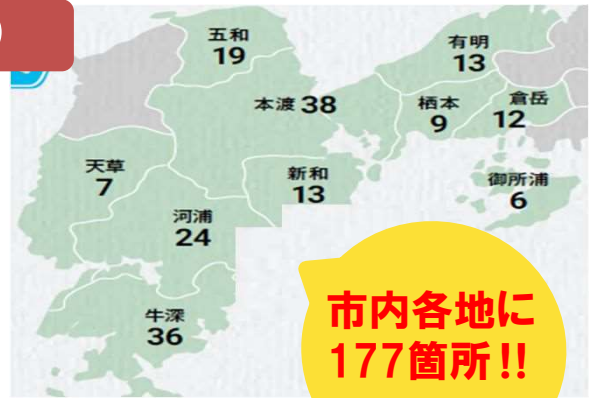 五和
19
有明
13
本渡 38
栖本
9
倉岳
12
天草
7
新和
13
御所浦
6
河浦
24
牛深
36
市内各地に
177箇所!!